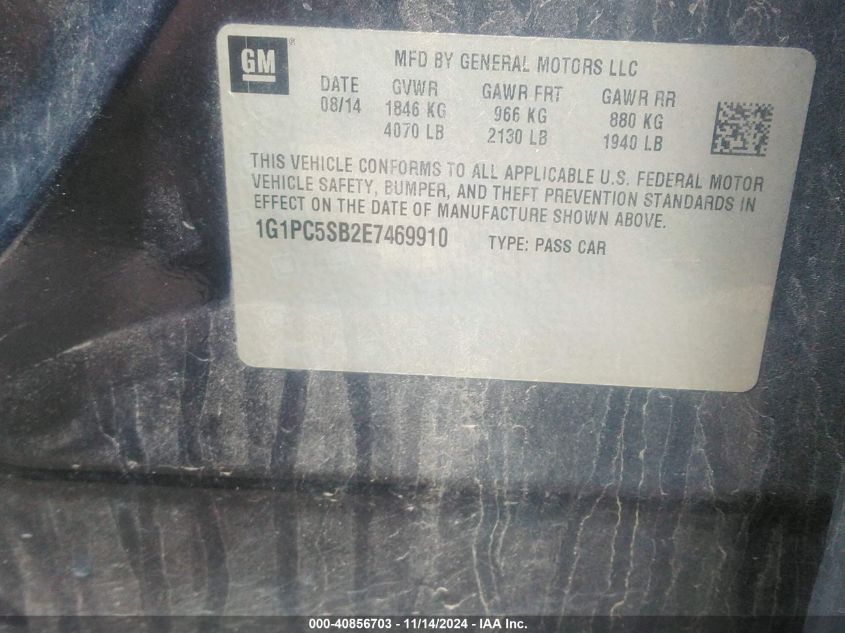 GM ®
MFD BY GENERAL MOTORS LLC
DATE GVWR GAWR FRT GAWR RR
08/14 1846 KG 966 KG 880 KG
4070 LB 2130 LB 1940 LB
THIS VEHICLE CONFORMS TO ALL APPLICABLE U.S. FEDERAL MOTOR
VEHICLE SAFETY, BUMPER, AND THEFT PREVENTION STANDARDS IN
EFFECT ON THE DATE OF MANUFACTURE SHOWN ABOVE.
1G1PC5SB2E7469910 TYPE: PASS CAR
000-40856703 - 11/14/2024 - IAA Inc.